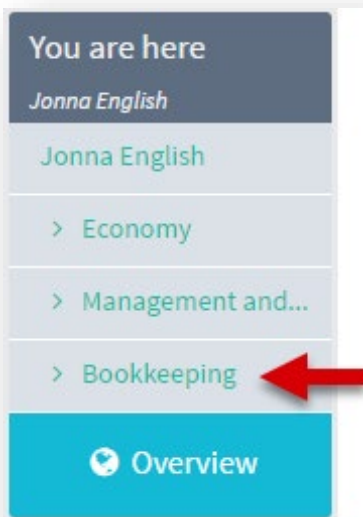 You are here
Jonna English
Jonna English
> Economy
> Management and...
> Bookkeeping
Overview